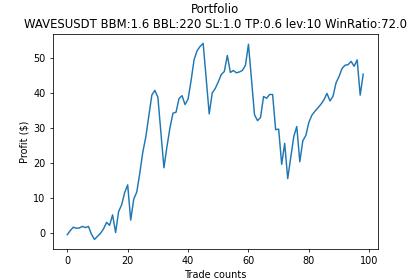 Portfolio
WAVESUSDT BBM:1.6 BBL:220 SL:1.0 TP:0.6 lev:10 WinRatio:72.0
50
40
30
20
10
0
Profit ($)
0 20 40 60 80 100
Trade counts